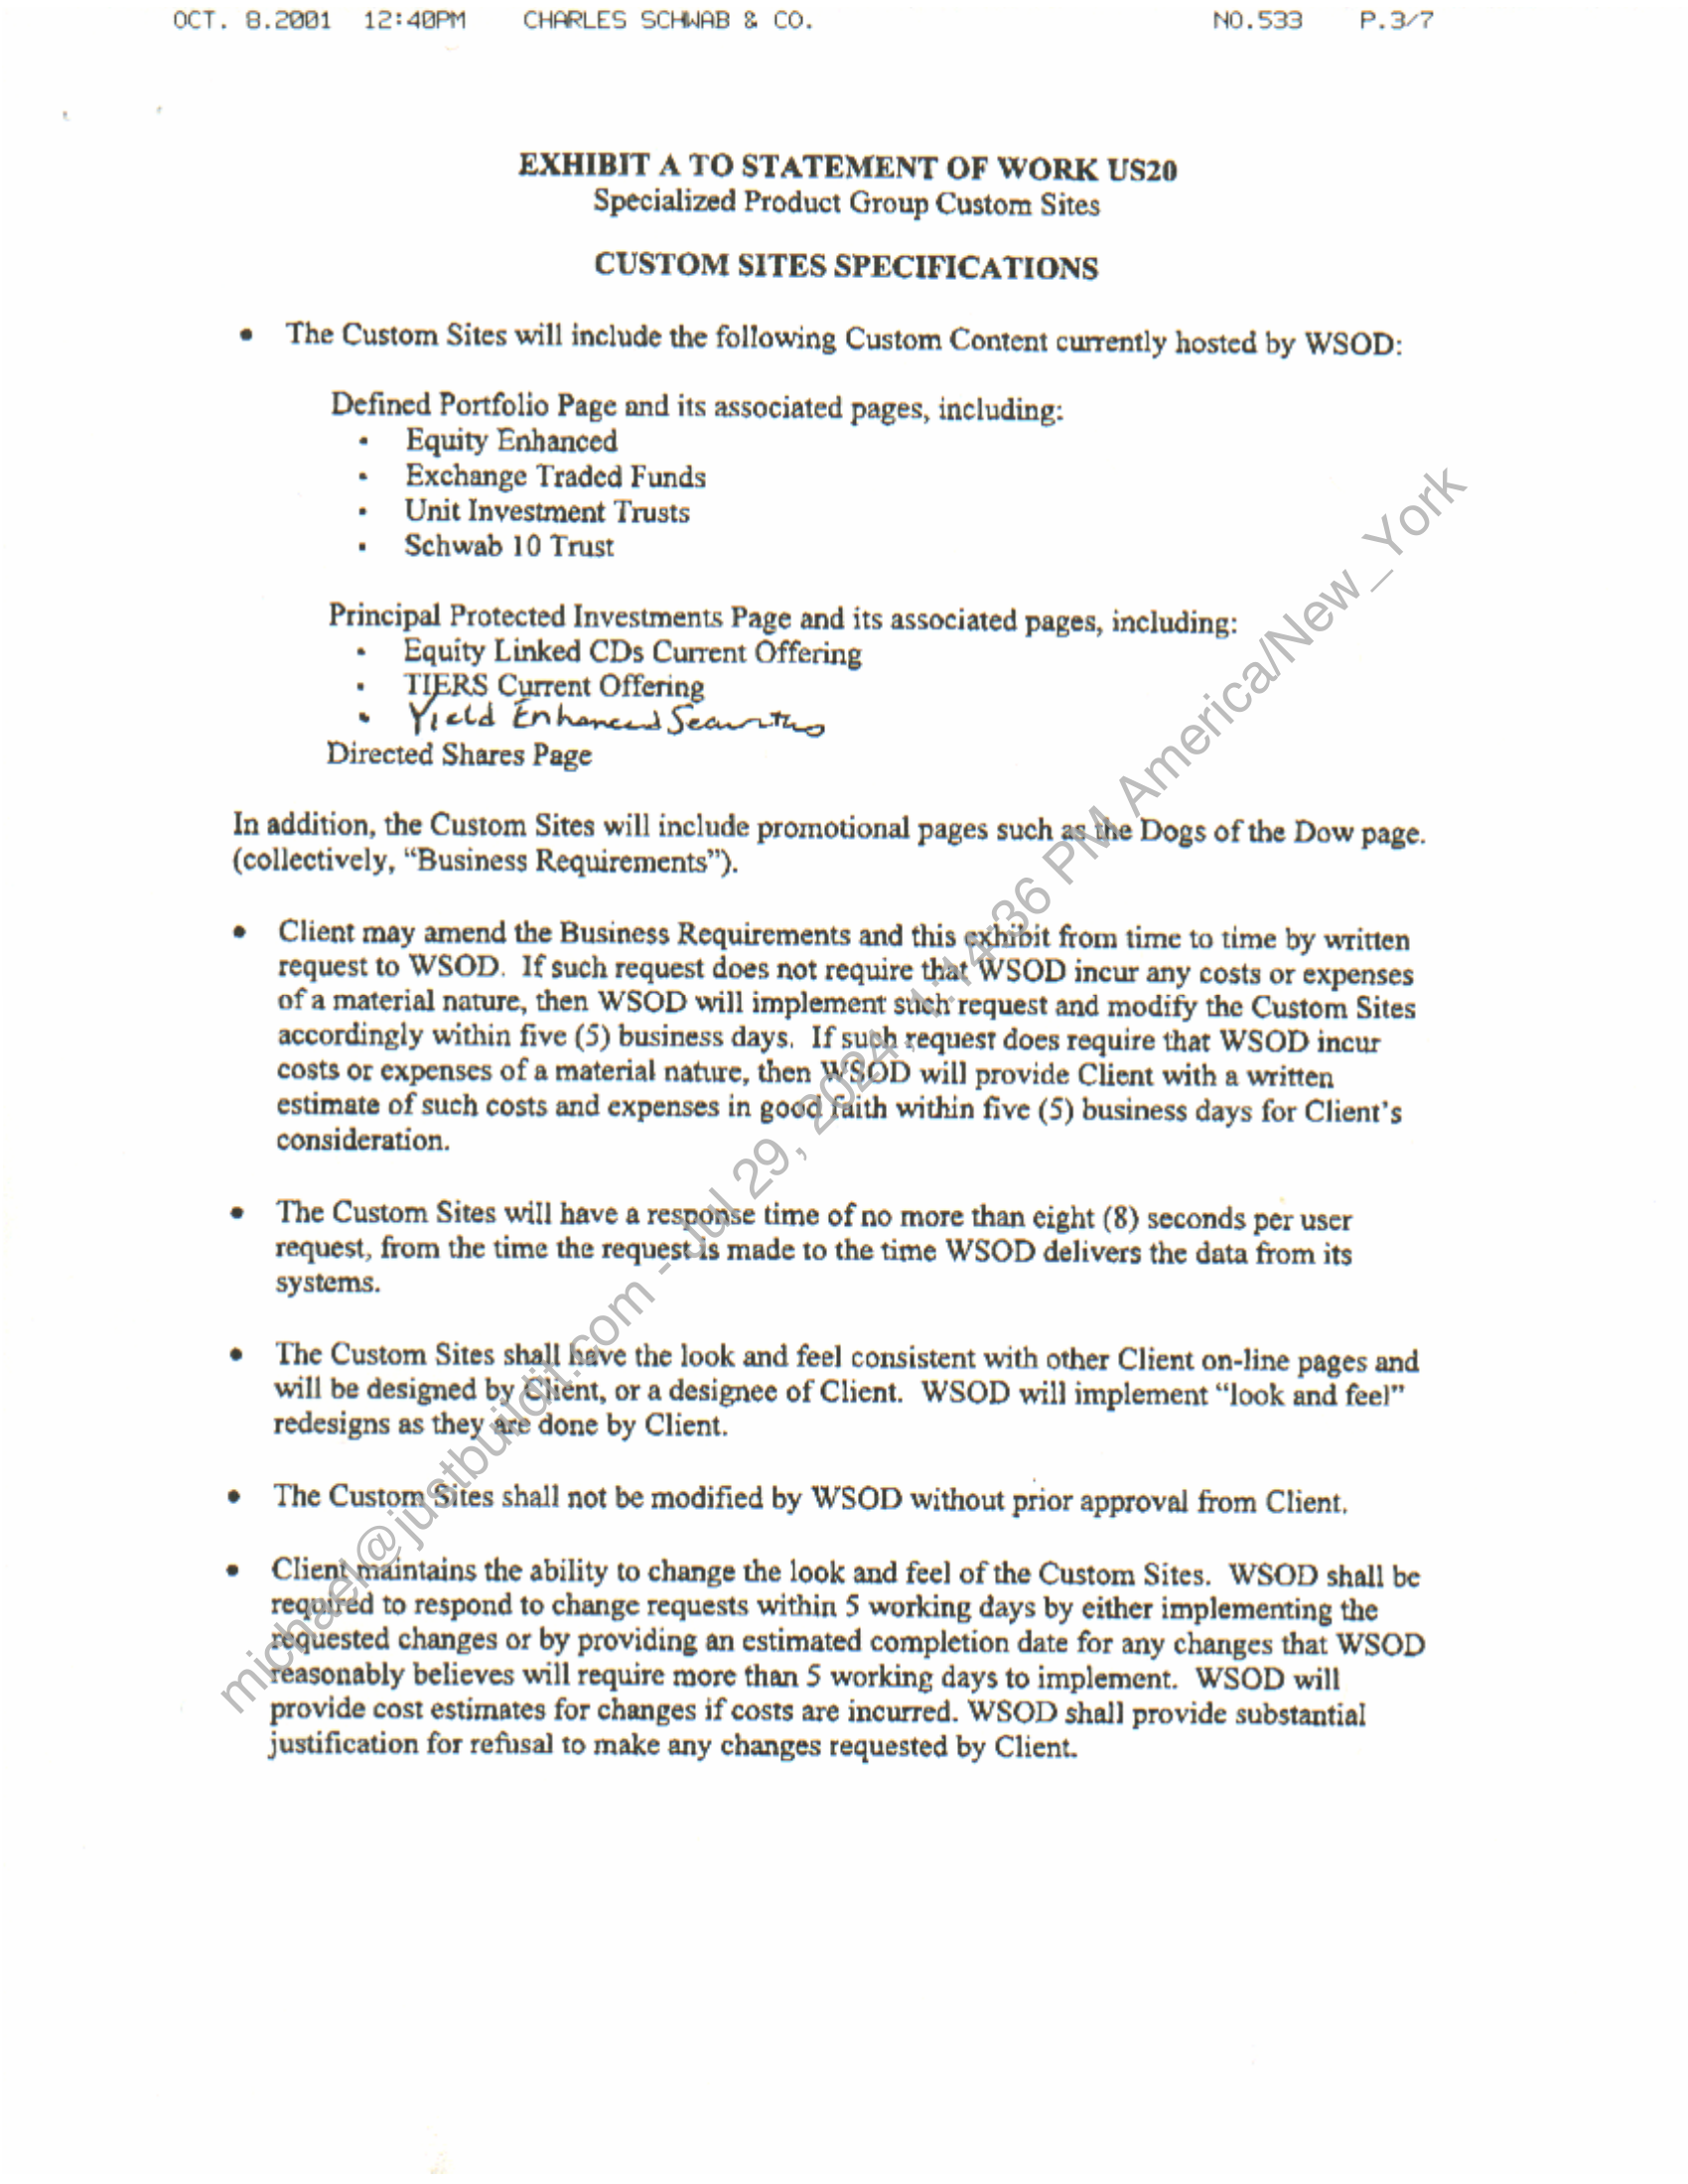 OCT. 8.2001 12:40PM CHARLES SCHWAB & CO. NO.533 P.3/7
EXHIBIT A TO STATEMENT OF WORK US20
Specialized Product Group Custom Sites
CUSTOM SITES SPECIFICATIONS
• The Custom Sites will include the following Custom Content currently hosted by WSOD:
Defined Portfolio Page and its associated pages, including:
• Equity Enhanced
• Exchange Traded Funds
• Unit Investment Trusts
• Schwab 10 Trust
Principal Protected Investments Page and its associated pages, including:
• Equity Linked CDs Current Offering
• TIERS Current Offering
• Yield Enhanced Securities
Directed Shares Page
In addition, the Custom Sites will include promotional pages such as the Dogs of the Dow page.
(collectively, “Business Requirements”).
• Client may amend the Business Requirements and this exhibit from time to time by written
request to WSOD. If such request does not require that WSOD incur any costs or expenses
of a material nature, then WSOD will implement such request and modify the Custom Sites
accordingly within five (5) business days. If such request does require that WSOD incur
costs or expenses of a material nature, then WSOD will provide Client with a written
estimate of such costs and expenses in good faith within five (5) business days for Client’s
consideration.
• The Custom Sites will have a response time of no more than eight (8) seconds per user
request, from the time the request is made to the time WSOD delivers the data from its
systems.
• The Custom Sites shall have the look and feel consistent with other Client on-line pages and
will be designed by Client, or a designee of Client. WSOD will implement “look and feel”
redesigns as they are done by Client.
• The Custom Sites shall not be modified by WSOD without prior approval from Client.
• Client maintains the ability to change the look and feel of the Custom Sites. WSOD shall be
required to respond to change requests within 5 working days by either implementing the
requested changes or by providing an estimated completion date for any changes that WSOD
reasonably believes will require more than 5 working days to implement. WSOD will
provide cost estimates for changes if costs are incurred. WSOD shall provide substantial
justification for refusal to make any changes requested by Client.
michael@justbuildit.com - Jul 29, 2024, 1:14:36 PM America/New_York